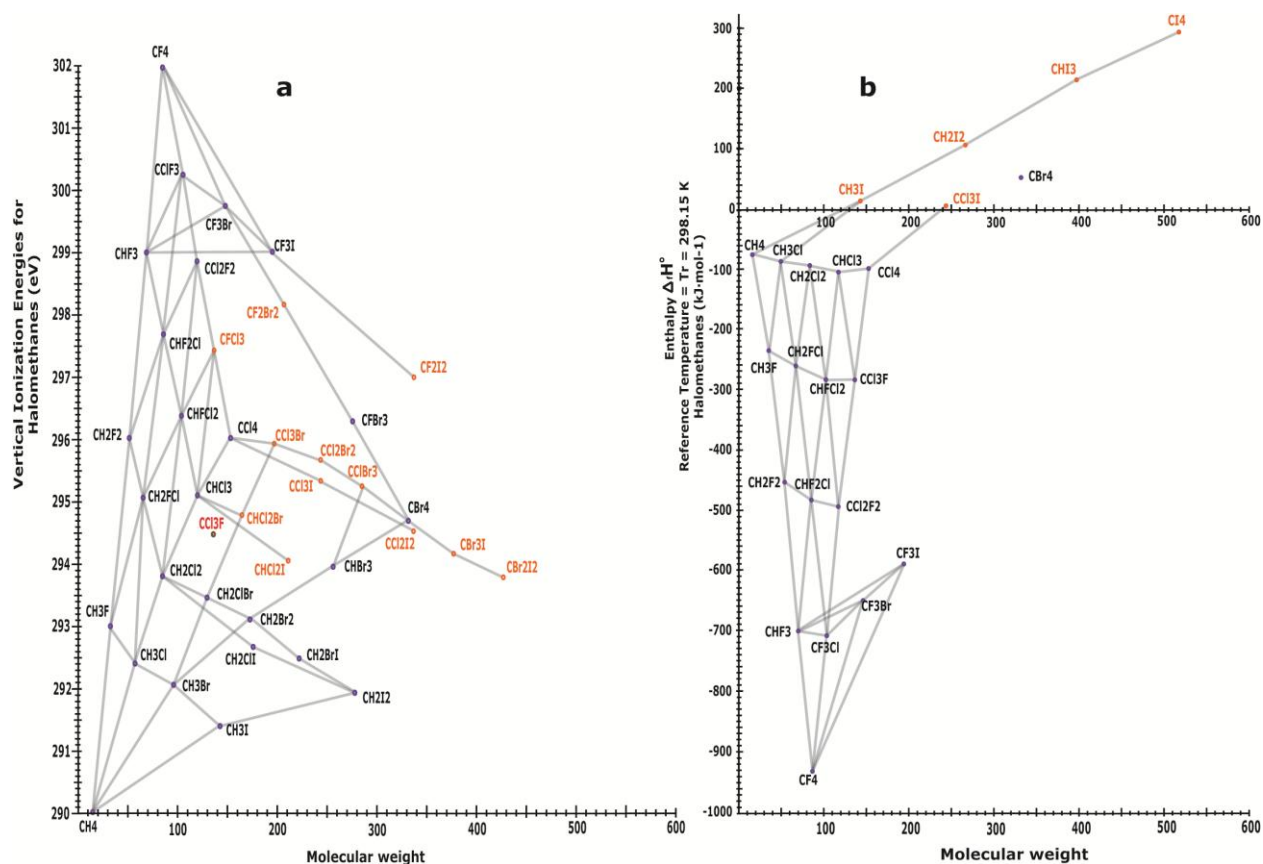 a
Vertical Ionization Energies for
Halomethanes (eV)
302
301
300
299
298
297
296
295
294
293
292
291
290
CF4
CClF3
CF3Br
CHF3
CF3I
CCl2F2
CF2Br2
CHF2Cl
CFCl3
CF2I2
CHFCl2
CFBr3
CH2F2
CCl4
CCl3Br
CCl2Br2
CClBr3
CCl3I
CH2FCl
CHCl3
CHCl2Br
CBr4
CCl3F
CCl2I2
CBr3I
CHCl2I
CBr2I2
CH2Cl2
CHBr3
CH2ClBr
CH3F
CH2Br2
CH3Cl
CH2ClI
CH2BrI
CH3Br
CH2I2
CH3I
CH4
100
200
300
400
500
600
Molecular weight
b
Enthalpy ΔfH°
Reference Temperature = Tr = 298.15 K
Halomethanes (kJ·mol-1)
300
200
100
0
-100
-200
-300
-400
-500
-600
-700
-800
-900
-1000
CI4
CHI3
CH2I2
CBr4
CH3I
CCl3I
100
200
300
400
500
600
CH4
CH3Cl
CH2Cl2
CHCl3
CCl4
CH3F
CH2FCl
CHFCl2
CCl3F
CH2F2
CHF2Cl
CCl2F2
CF3I
CF3Br
CHF3
CF3Cl
CF4
100
200
300
400
500
600
Molecular weight